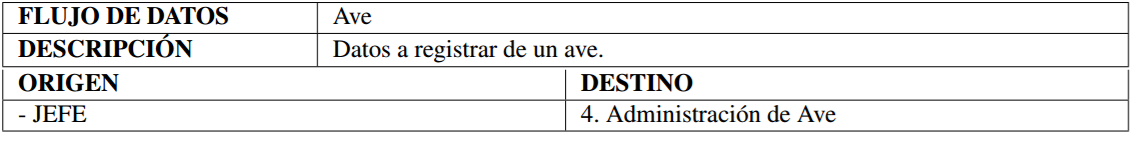 FLUJO DE DATOS Ave
DESCRIPCIÓN Datos a registrar de un ave.
ORIGEN DESTINO
- JEFE 4. Administración de Ave